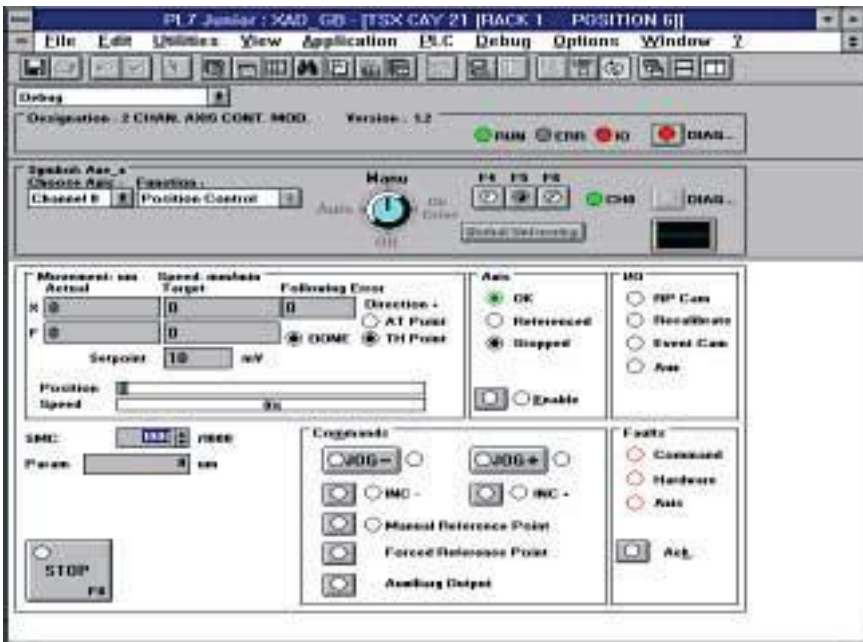 PL7 Junior : XAD_GB - [TSX CAY 21 [RACK 1 POSITION 6]]
File Edit Utilities View Application PLC Debug Options Window ?
Debug
Designation : 2 CHAN. AXIS CONT. MOD. Version : 1.2
RUN ERR IO DIAG...
Symbol: Axe_x
Choose Axis : Function :
Channel 0 Position Control
Manu
Auto
Off
F4 F5 F6
CH0 DIAG...
Global Unforcing
Movement: um Speed: mm/min
Actual Target Following Error
X 0 0 0 Direction +
F 0 0
AT Point
DONE TH Point
Setpoint 10 mV
Position
Speed 0%
Axis
OK
Referenced
Stopped
Enable
I/O
RP Cam
Recalibrate
Event Cam
Aux
SMC: /1000
Param 0 um
STOP
F8
Commands
JOG- JOG+
INC - INC +
Manual Reference Point
Forced Reference Point
Auxiliary Output
Faults
Command
Hardware
Axis
Ack.